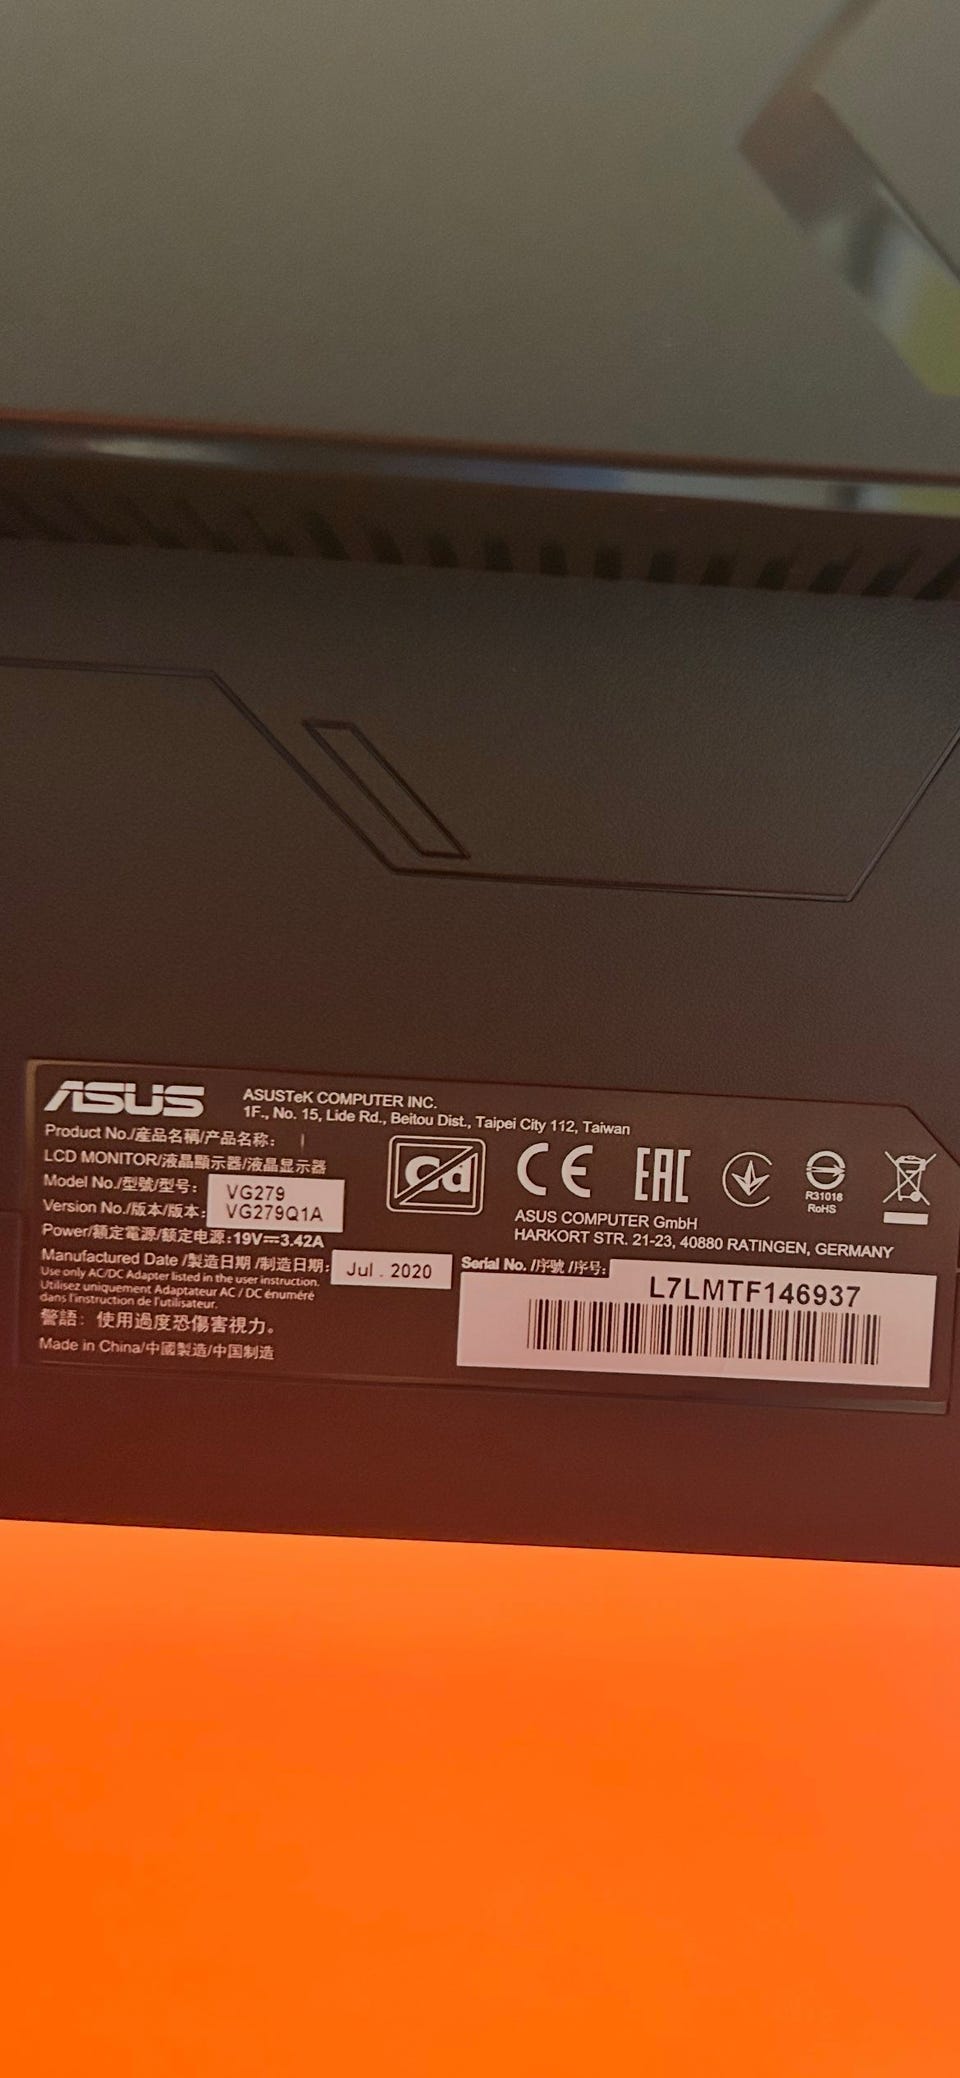 ASUS
ASUSTeK COMPUTER INC.
1F., No. 15, Lide Rd., Beitou Dist., Taipei City 112, Taiwan
Product No./產品名稱/产品名称:
LCD MONITOR/液晶顯示器/液晶显示器
Model No./型號/型号: VG279
Version No./版本/版本: VG279Q1A
Power/額定電源/额定电源:19V⎓3.42A
Manufactured Date /製造日期 /制造日期: Jul . 2020
Use only AC/DC Adapter listed in the user instruction.
Utilisez uniquement Adaptateur AC / DC énuméré
dans l'instruction de l'utilisateur.
警語: 使用過度恐傷害視力。
Made in China/中國製造/中国制造
Cd
CE
EAC
R31018
RoHS
ASUS COMPUTER GmbH
HARKORT STR. 21-23, 40880 RATINGEN, GERMANY
Serial No. /序號 /序号:
L7LMTF146937